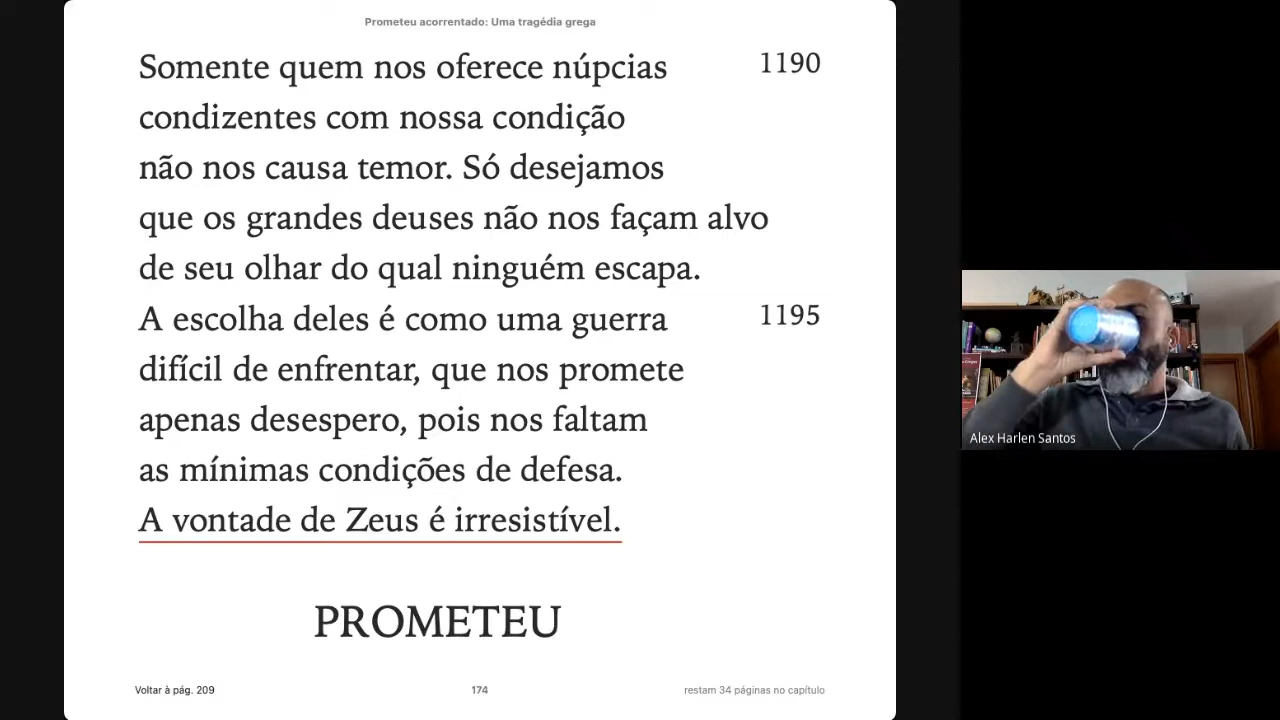 Prometeu acorrentado: Uma tragédia grega
Somente quem nos oferece núpcias 1190
condizentes com nossa condição
não nos causa temor. Só desejamos
que os grandes deuses não nos façam alvo
de seu olhar do qual ninguém escapa.
A escolha deles é como uma guerra 1195
difícil de enfrentar, que nos promete
apenas desespero, pois nos faltam
as mínimas condições de defesa.
A vontade de Zeus é irresistível.
PROMETEU
Voltar à pág. 209 174 restam 34 páginas no capítulo
Alex Harlen Santos